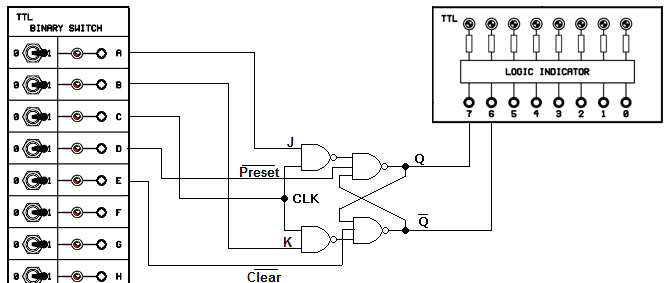 TTL
BINARY SWITCH
0 1 A
0 1 B
0 1 C
0 1 D
0 1 E
0 1 F
0 1 G
0 1 H
J
Preset
CLK
K
Clear
Q
Q̅
TTL
LOGIC INDICATOR
7 6 5 4 3 2 1 0